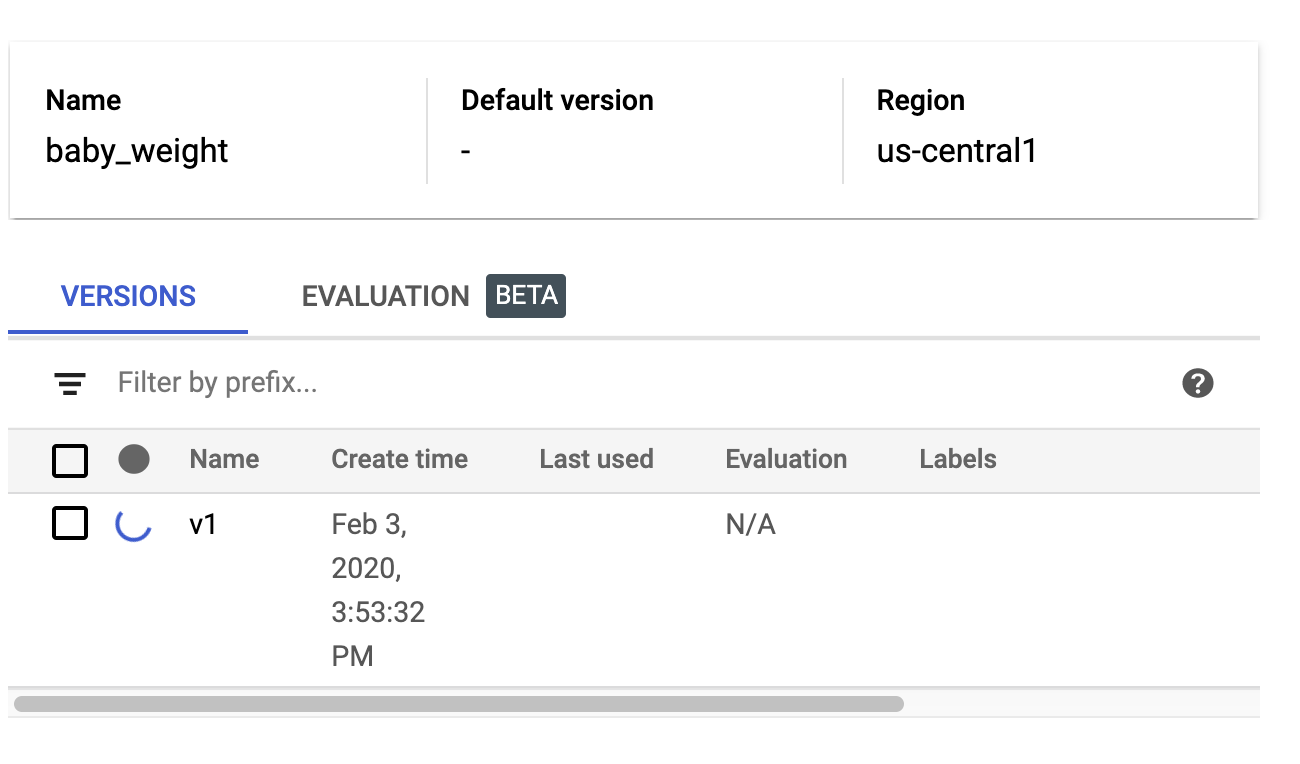 Name Default version Region
baby_weight - us-central1
VERSIONS EVALUATION BETA
Filter by prefix...
Name Create time Last used Evaluation Labels
v1 Feb 3, N/A
2020,
3:53:32
PM